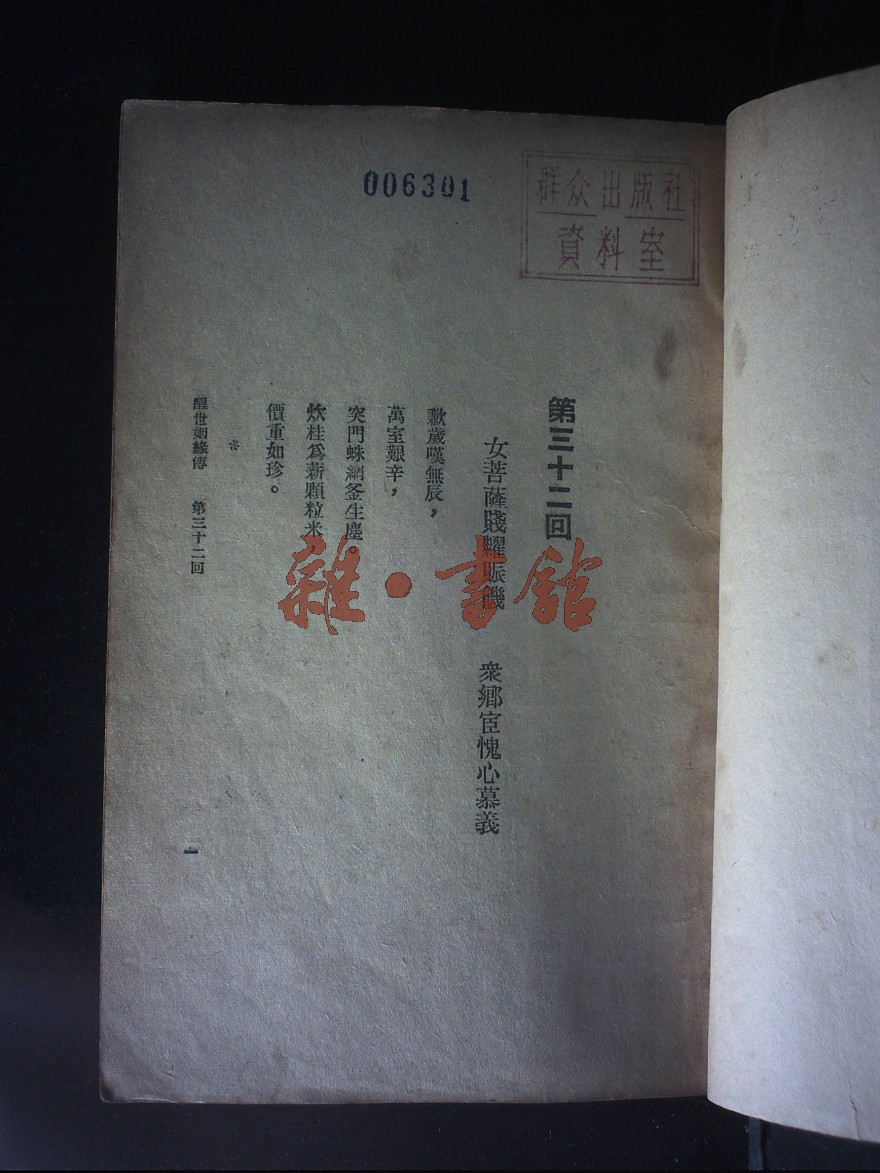 006301
群众出版社
資料室
第三十二回
女菩薩賤糶賑饑　衆鄉宦愧心慕義
歉歲嘆無辰，
萬室艱辛，
突門蛛網釜生塵。
炊桂爲薪顆粒米，
價重如珍。
醒世姻緣傳　第三十二回
一
雜·書館